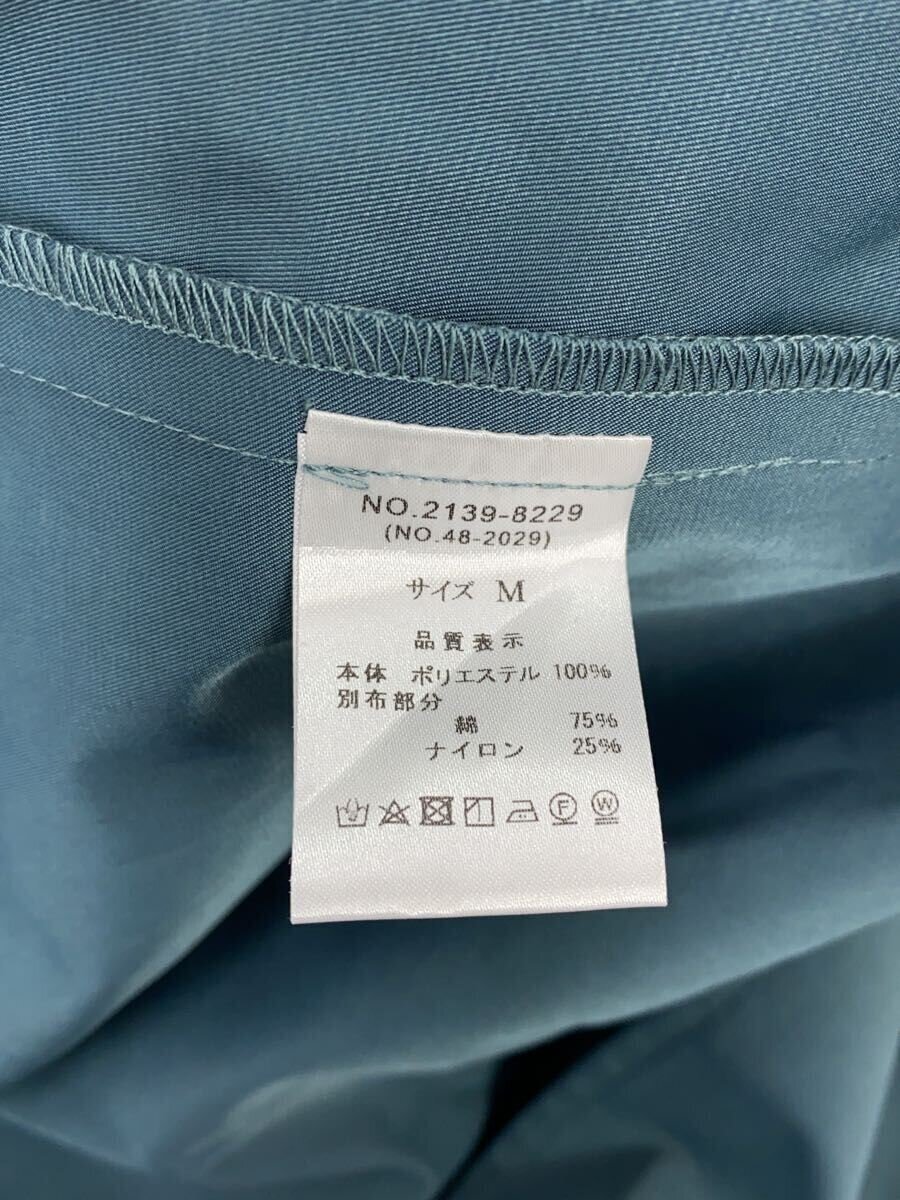 NO.2139-8229
(NO.48-2029)
サイズ M
品質表示
本体 ポリエステル 100%
別布部分
綿 75%
ナイロン 25%
F W